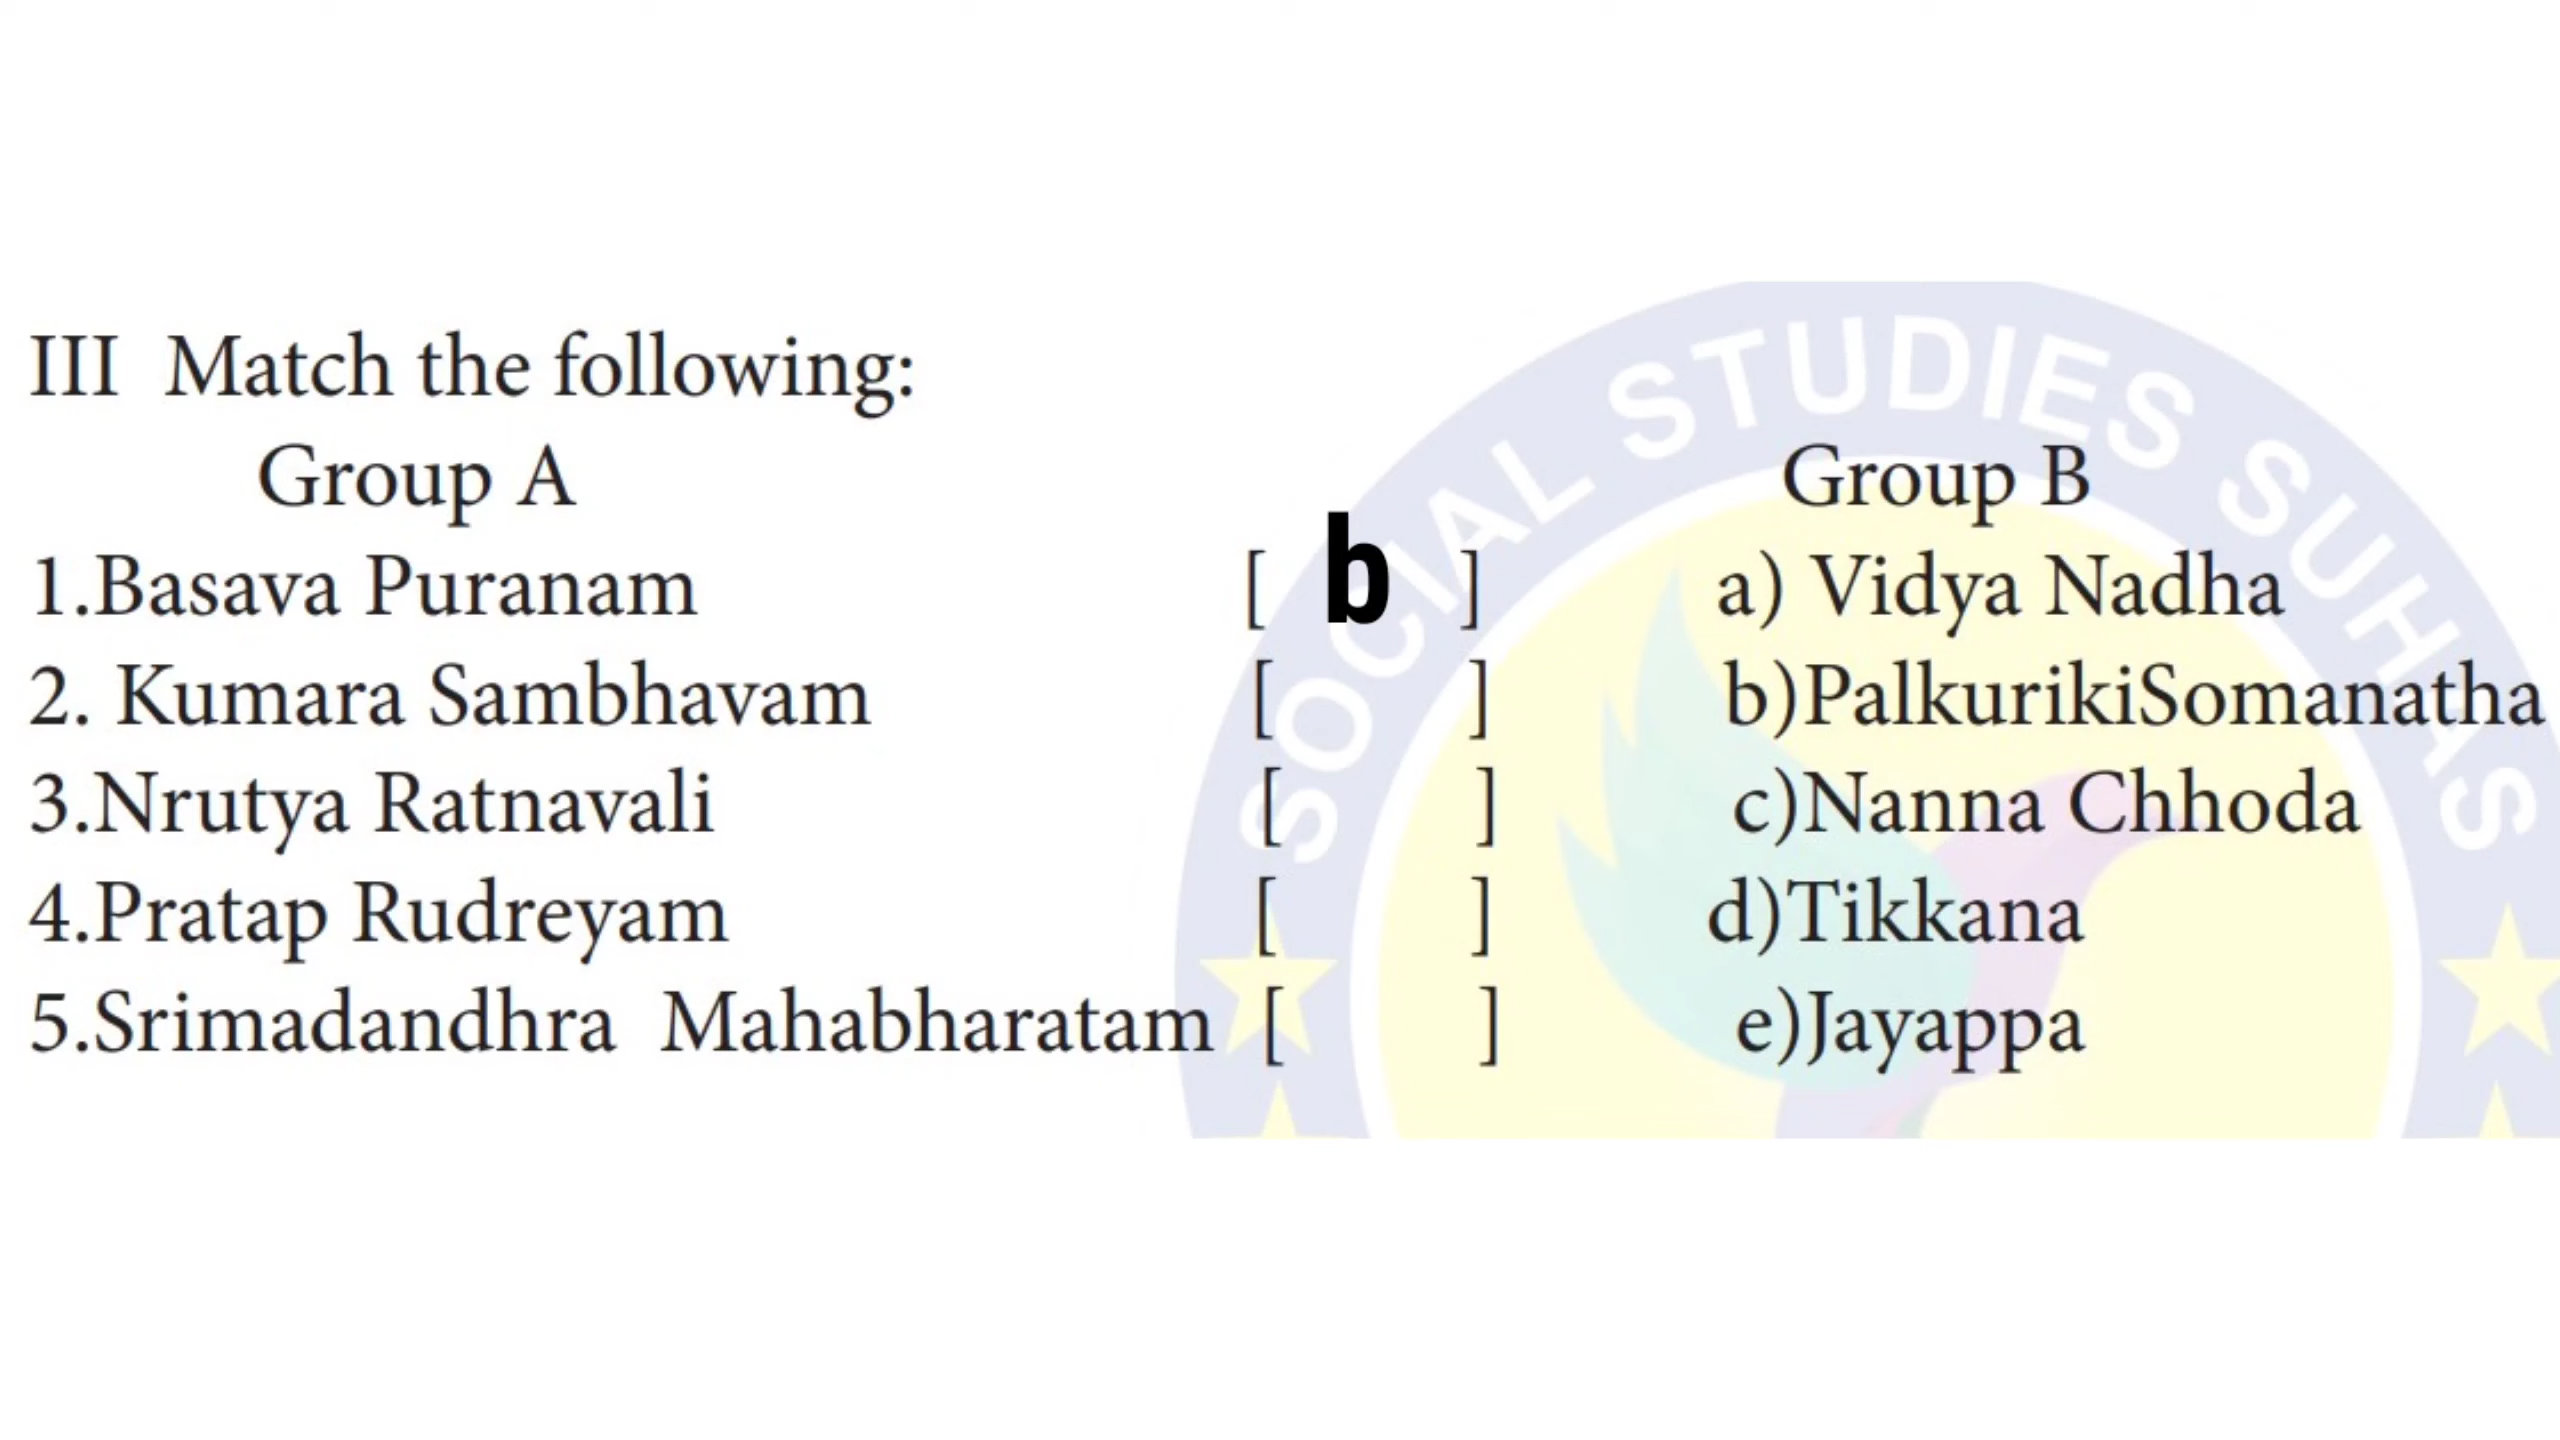 III Match the following:
Group A Group B
1.Basava Puranam [ b ] a) Vidya Nadha
2. Kumara Sambhavam [ ] b)PalkurikiSomanatha
3.Nrutya Ratnavali [ ] c)Nanna Chhoda
4.Pratap Rudreyam [ ] d)Tikkana
5.Srimadandhra Mahabharatam [ ] e)Jayappa
SOCIAL STUDIES SUHAS